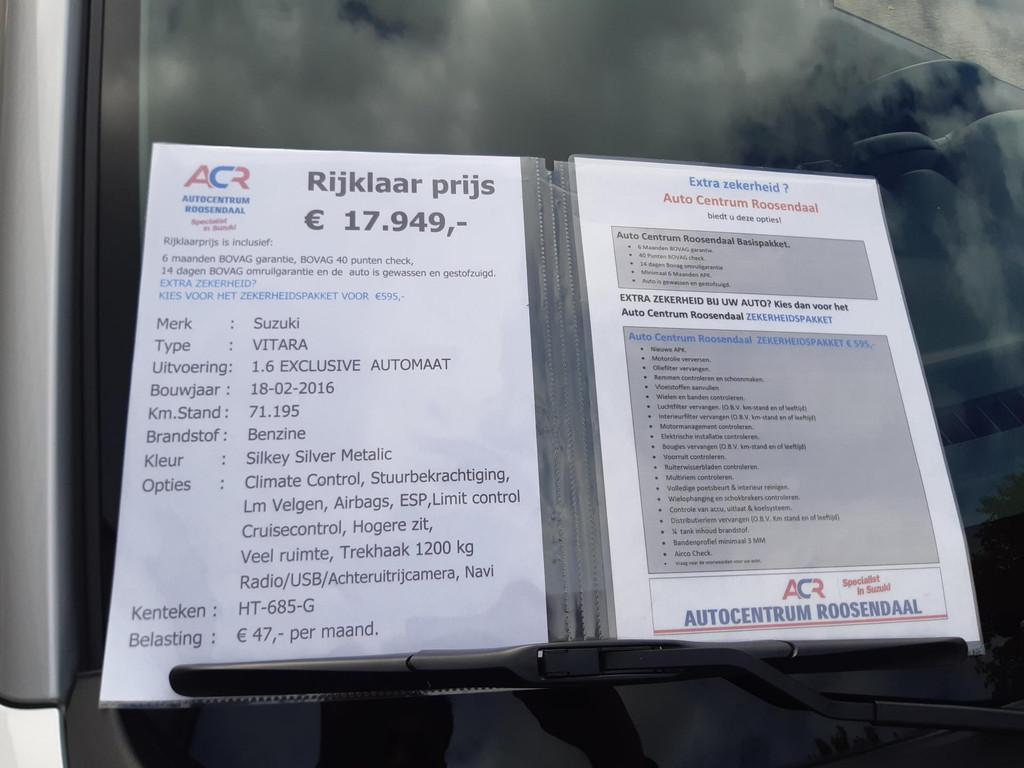 ACR
AUTOCENTRUM
ROOSENDAAL
Specialist
in Suzuki
Rijklaar prijs
€ 17.949,-
Rijklaarprijs is inclusief:
6 maanden BOVAG garantie, BOVAG 40 punten check,
14 dagen BOVAG omruilgarantie en de auto is gewassen en gestofzuigd.
EXTRA ZEKERHEID?
KIES VOOR HET ZEKERHEIDSPAKKET VOOR €595,-
Merk : Suzuki
Type : VITARA
Uitvoering: 1.6 EXCLUSIVE AUTOMAAT
Bouwjaar : 18-02-2016
Km.Stand : 71.195
Brandstof : Benzine
Kleur : Silkey Silver Metalic
Opties : Climate Control, Stuurbekrachtiging,
Lm Velgen, Airbags, ESP,Limit control
Cruisecontrol, Hogere zit,
Veel ruimte, Trekhaak 1200 kg
Radio/USB/Achteruitrijcamera, Navi
Kenteken : HT-685-G
Belasting : € 47,- per maand.
Extra zekerheid ?
Auto Centrum Roosendaal
biedt u deze opties!
Auto Centrum Roosendaal Basispakket.
• 6 Maanden BOVAG garantie.
• 40 Punten BOVAG check.
• 14 dagen Bovag omruilgarantie
• Minimaal 6 Maanden APK.
• Auto is gewassen en gestofzuigd.
EXTRA ZEKERHEID BIJ UW AUTO? Kies dan voor het
Auto Centrum Roosendaal ZEKERHEIDSPAKKET
Auto Centrum Roosendaal ZEKERHEIDSPAKKET € 595,-
• Nieuwe APK.
• Motorolie verversen.
• Oliefilter vervangen.
• Remmen controleren en schoonmaken.
• Vloeistoffen aanvullen
• Wielen en banden controleren.
• Luchtfilter vervangen (O.B.V. km-stand en of leeftijd)
• Interieurfilter vervangen (O.B.V. km-stand en of leeftijd)
• Motormanagement controleren.
• Elektrische installatie controleren.
• Bougies vervangen (O.B.V. km-stand en of leeftijd)
• Voorruit controleren.
• Ruiterwisserbladen controleren.
• Multiriem controleren.
• Volledige poetsbeurt & interieur reinigen.
• Wielophanging en schokbrekers controleren.
• Controle van accu, uitlaat & koelsysteem.
• Distributieriem vervangen (O.B.V. Km stand en of leeftijd)
• ¼ tank inhoud brandstof.
• Bandenprofiel minimaal 3 MM
• Airco Check.
• Vraag naar de voorwaarden voor uw auto.
ACR Specialist
in Suzuki
AUTOCENTRUM ROOSENDAAL